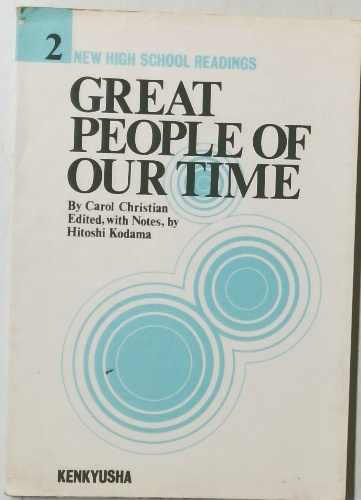 2 NEW HIGH SCHOOL READINGS
GREAT
PEOPLE OF
OUR TIME
By Carol Christian
Edited, with Notes, by
Hitoshi Kodama
KENKYUSHA